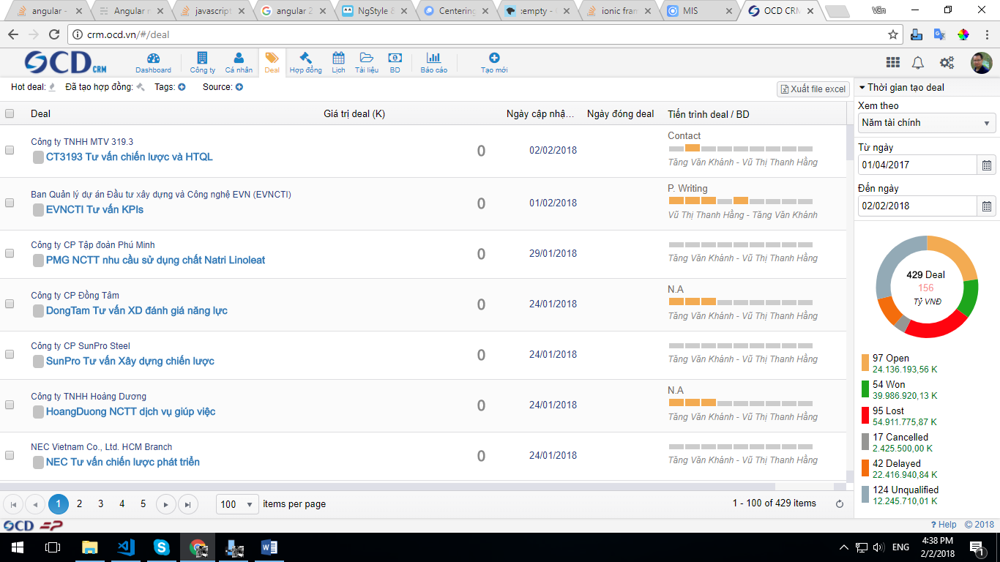 angular -
Angular n
javascript
angular 2
NgStyle &
Centering
:empty -
ionic fram
MIS
OCD CRM
Văn
crm.ocd.vn/#/deal
OCD CRM
Dashboard
Công ty
Cá nhân
Deal
Hợp đồng
Lịch
Tài liệu
BD
Báo cáo
Tạo mới
Hot deal:
Đã tạo hợp đồng:
Tags:
Source:
Xuất file excel
Deal
Giá trị deal (K)
Ngày cập nhậ…
Ngày đóng deal
Tiến trình deal / BD
Công ty TNHH MTV 319.3
CT3193 Tư vấn chiến lược và HTQL
0
02/02/2018
Contact
Tăng Văn Khánh - Vũ Thị Thanh Hằng
Ban Quản lý dự án Đầu tư xây dựng và Công nghệ EVN (EVNCTI)
EVNCTI Tư vấn KPIs
0
01/02/2018
P. Writing
Vũ Thị Thanh Hằng - Tăng Văn Khánh
Công ty CP Tập đoàn Phú Minh
PMG NCTT nhu cầu sử dụng chất Natri Linoleat
0
29/01/2018
Tăng Văn Khánh - Vũ Thị Thanh Hằng
Công ty CP Đồng Tâm
DongTam Tư vấn XD đánh giá năng lực
0
24/01/2018
N.A
Tăng Văn Khánh - Vũ Thị Thanh Hằng
Công ty CP SunPro Steel
SunPro Tư vấn Xây dựng chiến lược
0
24/01/2018
Tăng Văn Khánh - Vũ Thị Thanh Hằng
Công ty TNHH Hoàng Dương
HoangDuong NCTT dịch vụ giúp việc
0
24/01/2018
N.A
Tăng Văn Khánh - Vũ Thị Thanh Hằng
NEC Vietnam Co., Ltd. HCM Branch
NEC Tư vấn chiến lược phát triển
0
24/01/2018
Tăng Văn Khánh - Vũ Thị Thanh Hằng
1 2 3 4 5
100
items per page
1 - 100 of 429 items
Thời gian tạo deal
Xem theo
Năm tài chính
Từ ngày
01/04/2017
Đến ngày
02/02/2018
429 Deal
156
Tỷ VNĐ
97 Open
24.136.193,56 K
54 Won
39.986.920,13 K
95 Lost
54.911.775,87 K
17 Cancelled
2.425.500,00 K
42 Delayed
22.416.940,84 K
124 Unqualified
12.245.710,01 K
OCD
? Help
© 2018
ENG
4:38 PM
2/2/2018
1